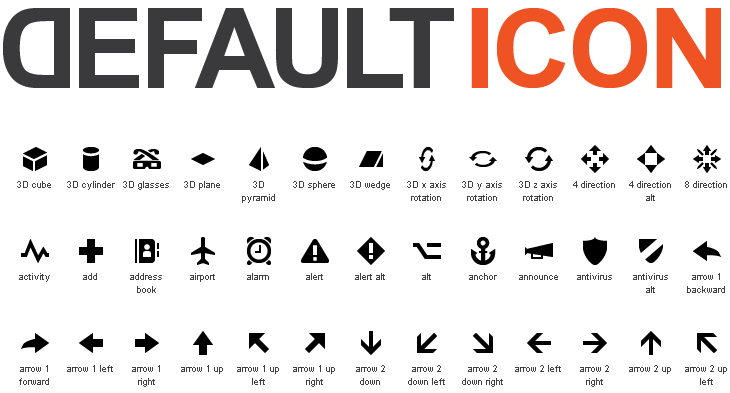 DEFAULT ICON
3D cube 3D cylinder 3D glasses 3D plane 3D 3D sphere 3D wedge 3D x axis 3D y axis 3D z axis 4 direction 4 direction 8 direction
pyramid rotation rotation rotation alt
activity add address airport alarm alert alert alt alt anchor announce antivirus antivirus arrow 1
book alt backward
arrow 1 arrow 1 left arrow 1 arrow 1 up arrow 1 up arrow 1 up arrow 2 arrow 2 arrow 2 arrow 2 left arrow 2 arrow 2 up arrow 2 up
forward right left right down down left down right right left